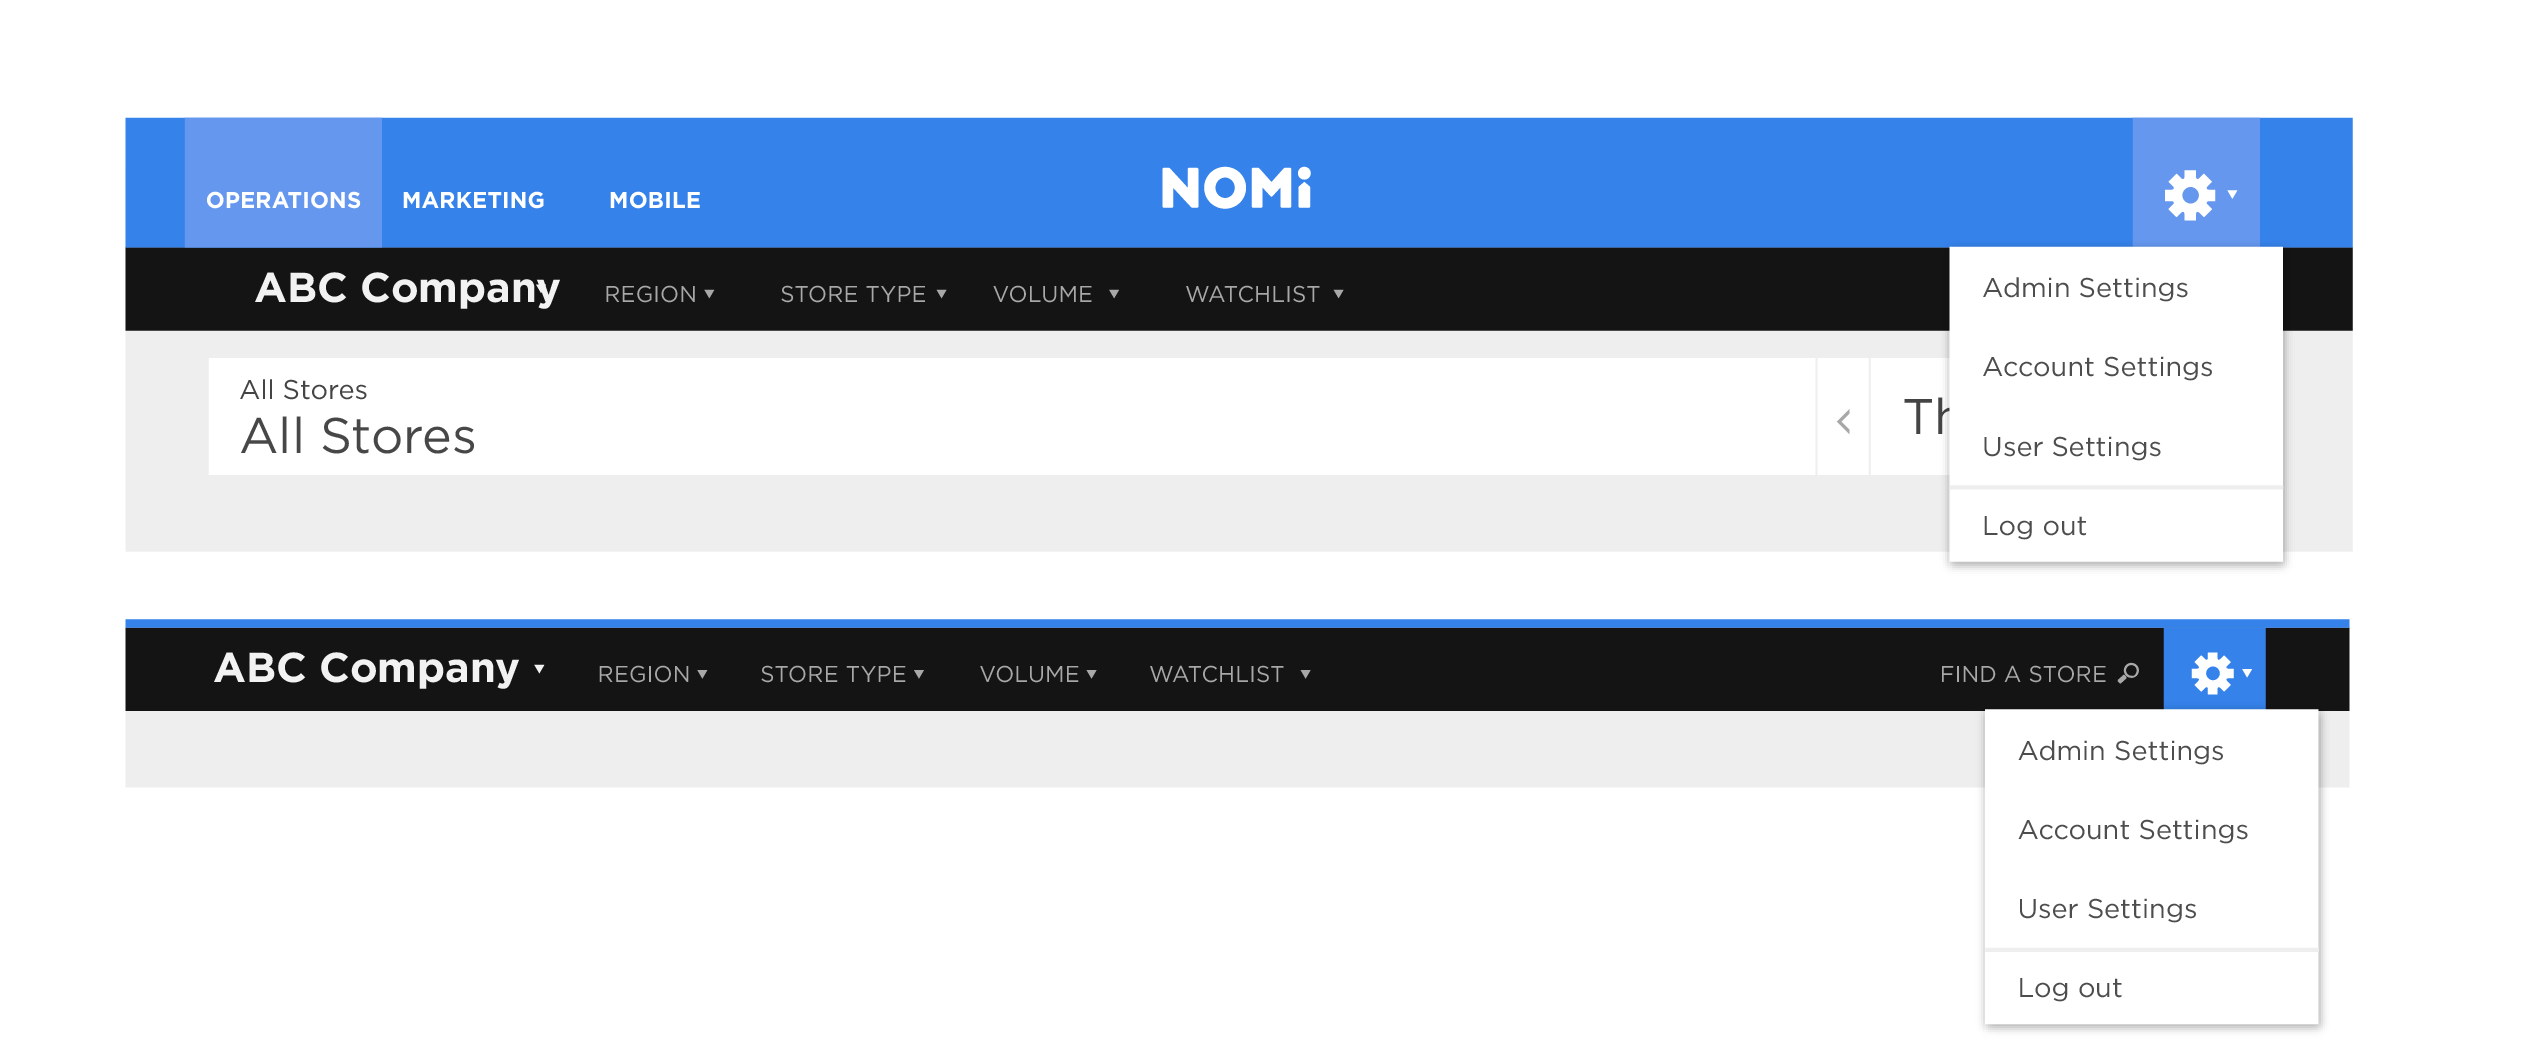 OPERATIONS MARKETING MOBILE NOMi
ABC Company REGION STORE TYPE VOLUME WATCHLIST
Admin Settings
Account Settings
User Settings
Log out
All Stores
All Stores
ABC Company REGION STORE TYPE VOLUME WATCHLIST FIND A STORE
Admin Settings
Account Settings
User Settings
Log out